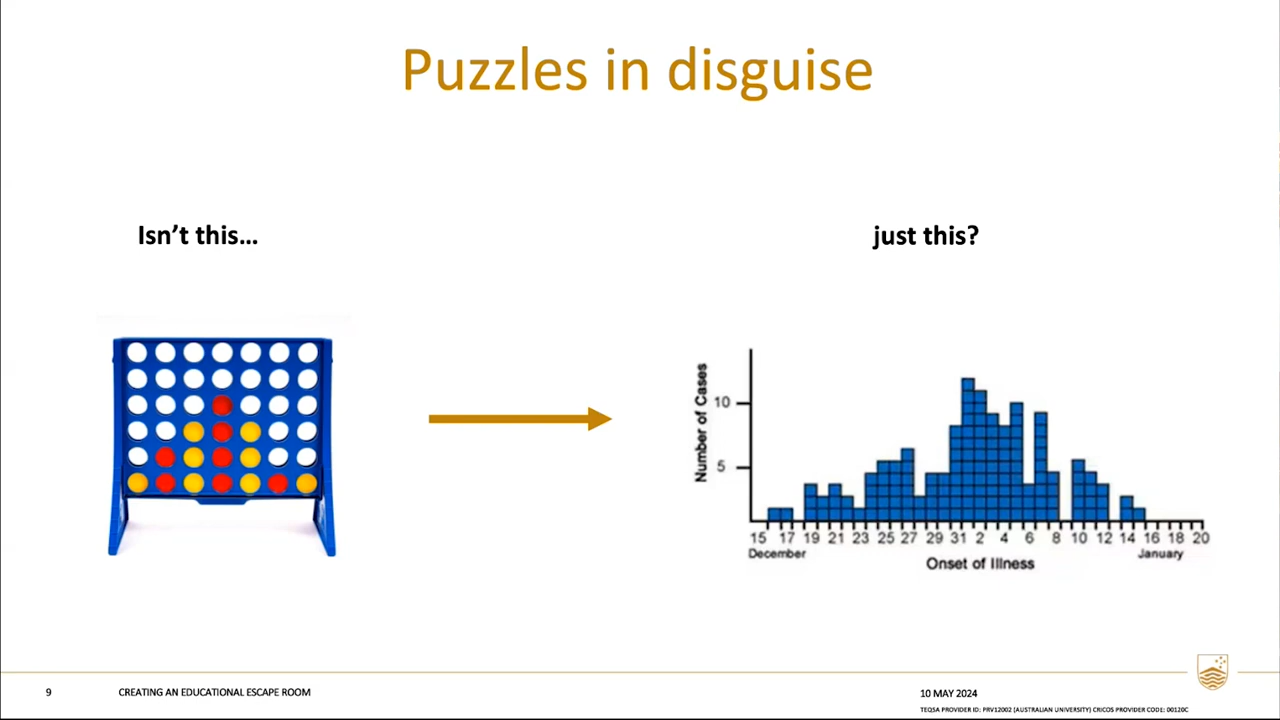 Puzzles in disguise
Isn't this…
just this?
Number of Cases
10
5
15 17 19 21 23 25 27 29 31 2 4 6 8 10 12 14 16 18 20
December
January
Onset of Illness
9
CREATING AN EDUCATIONAL ESCAPE ROOM
10 MAY 2024
TEQSA PROVIDER ID: PRV12002 (AUSTRALIAN UNIVERSITY) CRICOS PROVIDER CODE: 00120C